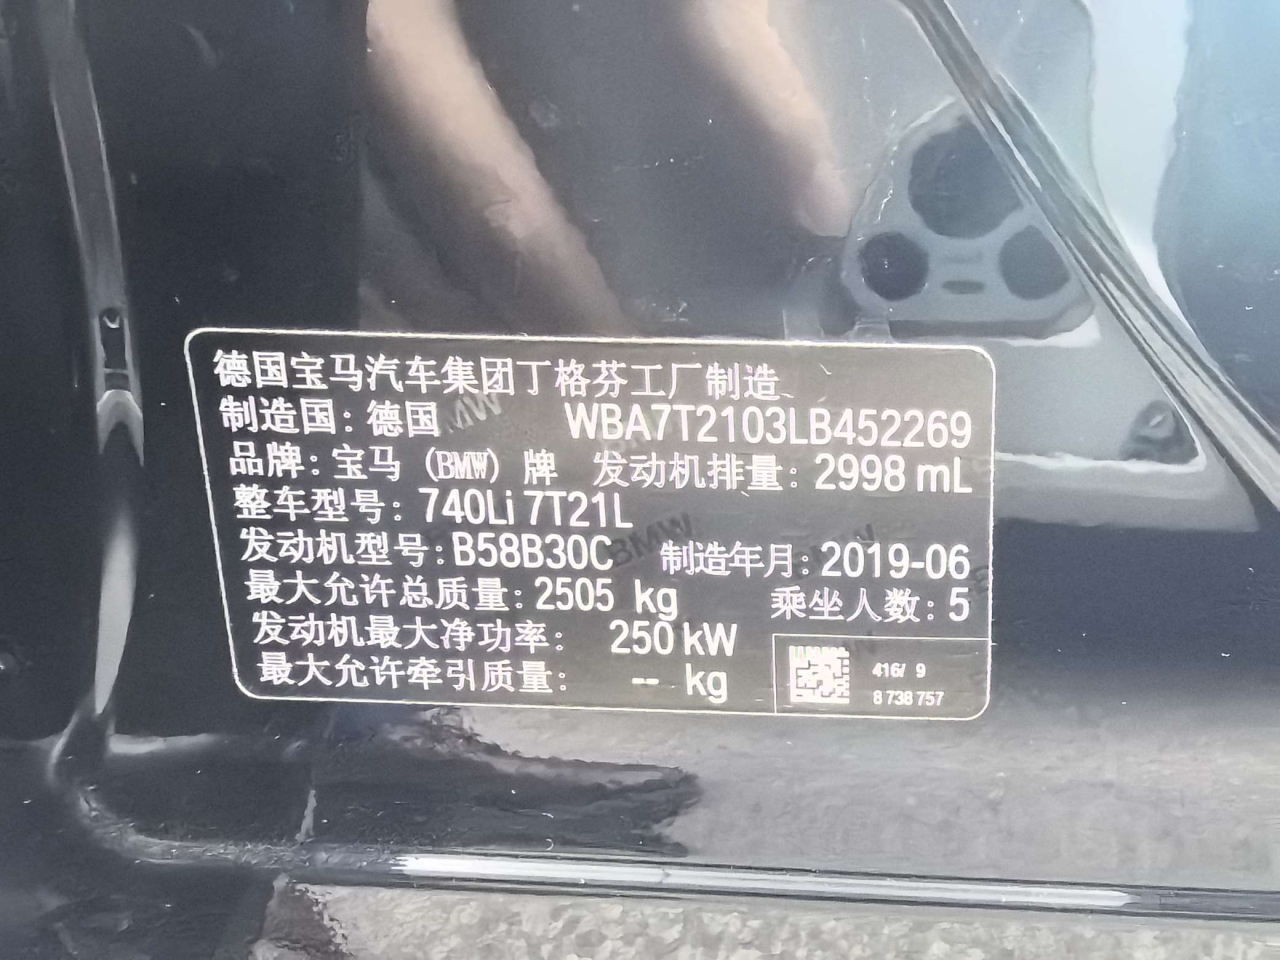 德国宝马汽车集团丁格芬工厂制造
制造国：德国 WBA7T2103LB452269
品牌：宝马（BMW）牌 发动机排量：2998 mL
整车型号：740Li 7T21L
发动机型号：B58B30C 制造年月：2019-06
最大允许总质量：2505 kg 乘坐人数：5
发动机最大净功率： 250 kW
最大允许牵引质量： -- kg
416/ 9
8 738 757